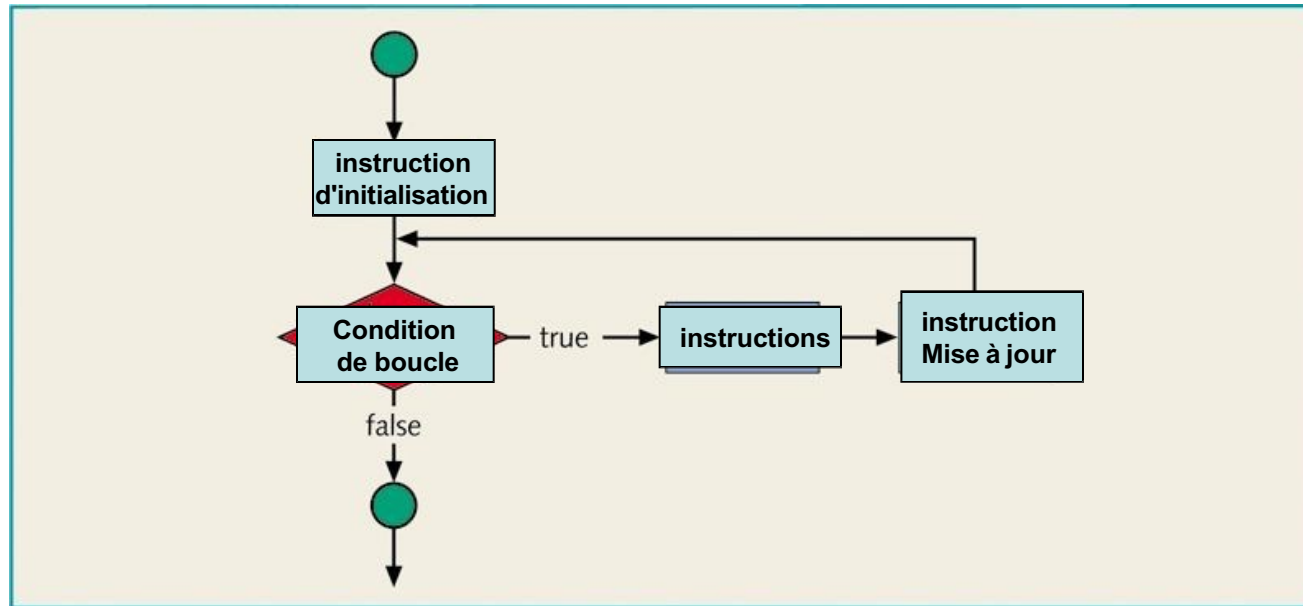 instruction
d'initialisation
Condition
de boucle
true
instructions
instruction
Mise à jour
false